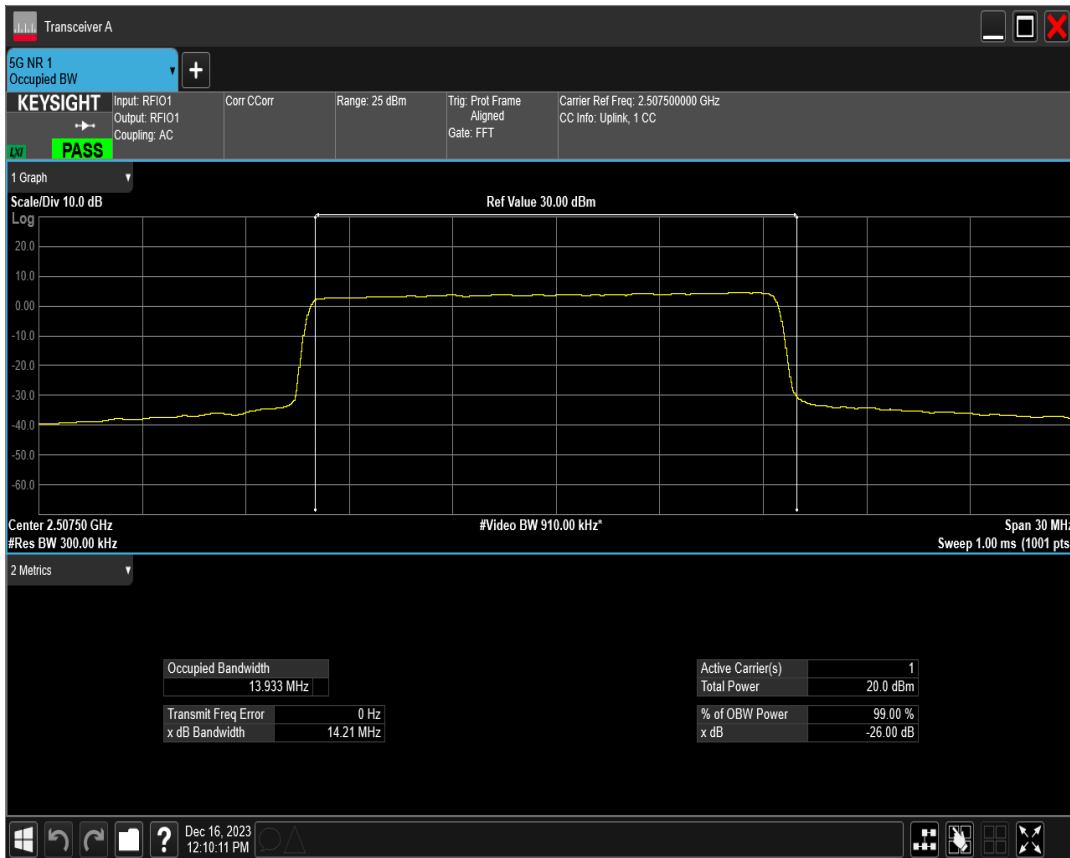 Transceiver A
5G NR 1
Occupied BW
+
KEYSIGHT
LXI
PASS
Input: RFIO1
Output: RFIO1
Coupling: AC
Corr CCorr
Range: 25 dBm
Trig: Prot Frame
Aligned
Gate: FFT
Carrier Ref Freq: 2.507500000 GHz
CC Info: Uplink, 1 CC
1 Graph
Scale/Div 10.0 dB
Ref Value 30.00 dBm
Log
20.0
10.0
0.00
-10.0
-20.0
-30.0
-40.0
-50.0
-60.0
Center 2.50750 GHz
#Video BW 910.00 kHz*
Span 30 MHz
#Res BW 300.00 kHz
Sweep 1.00 ms (1001 pts
2 Metrics
Occupied Bandwidth
13.933 MHz
Transmit Freq Error 0 Hz
x dB Bandwidth 14.21 MHz
Active Carrier(s) 1
Total Power 20.0 dBm
% of OBW Power 99.00 %
x dB -26.00 dB
?
Dec 16, 2023
12:10:11 PM